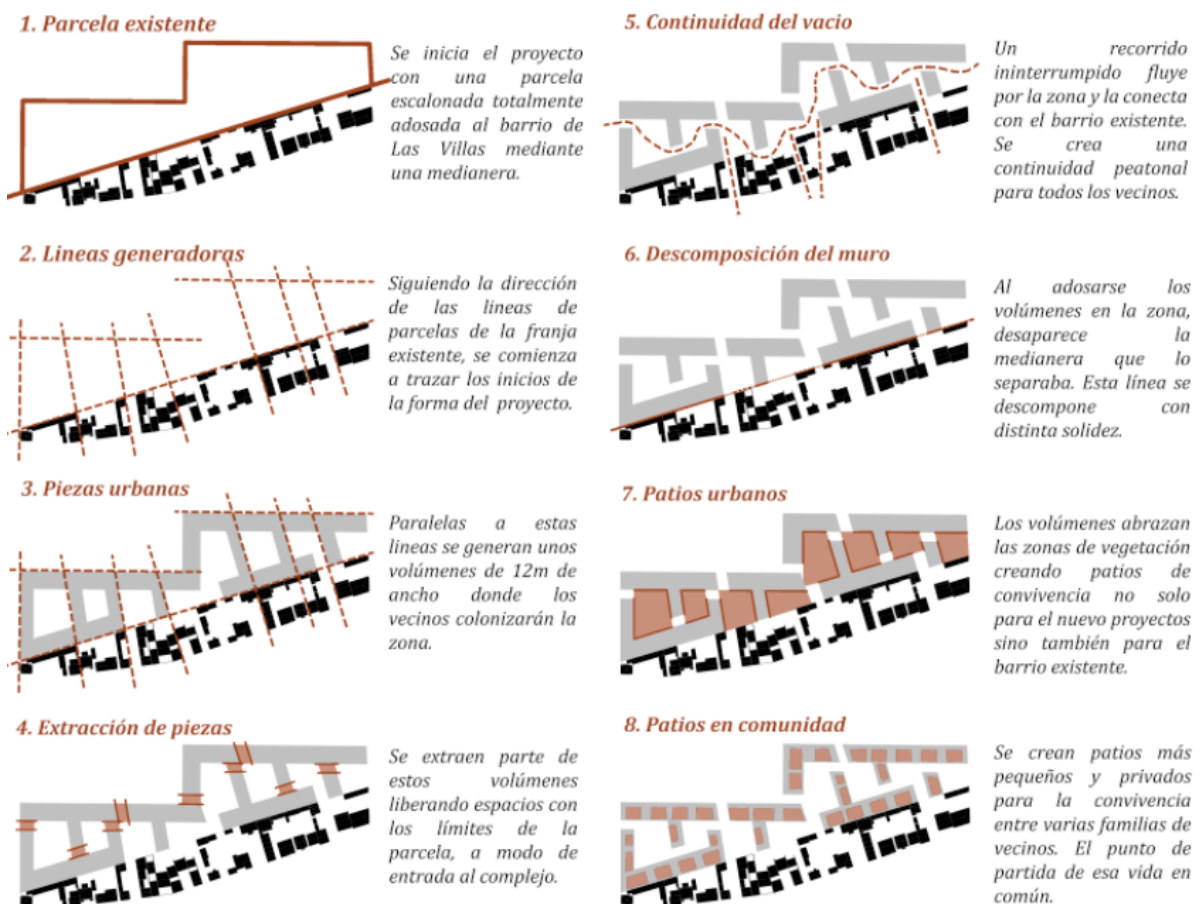 1. Parcela existente
Se inicia el proyecto
con una parcela
escalonada totalmente
adosada al barrio de
Las Villas mediante
una medianera.
2. Lineas generadoras
Siguiendo la dirección
de las lineas de
parcelas de la franja
existente, se comienza
a trazar los inicios de
la forma del proyecto.
3. Piezas urbanas
Paralelas a estas
lineas se generan unos
volúmenes de 12m de
ancho donde los
vecinos colonizarán la
zona.
4. Extracción de piezas
Se extraen parte de
estos volúmenes
liberando espacios con
los límites de la
parcela, a modo de
entrada al complejo.
5. Continuidad del vacio
Un recorrido
ininterrumpido fluye
por la zona y la conecta
con el barrio existente.
Se crea una
continuidad peatonal
para todos los vecinos.
6. Descomposición del muro
Al adosarse los
volúmenes en la zona,
desaparece la
medianera que lo
separaba. Esta línea se
descompone con
distinta solidez.
7. Patios urbanos
Los volúmenes abrazan
las zonas de vegetación
creando patios de
convivencia no solo
para el nuevo proyectos
sino también para el
barrio existente.
8. Patios en comunidad
Se crean patios más
pequeños y privados
para la convivencia
entre varias familias de
vecinos. El punto de
partida de esa vida en
común.